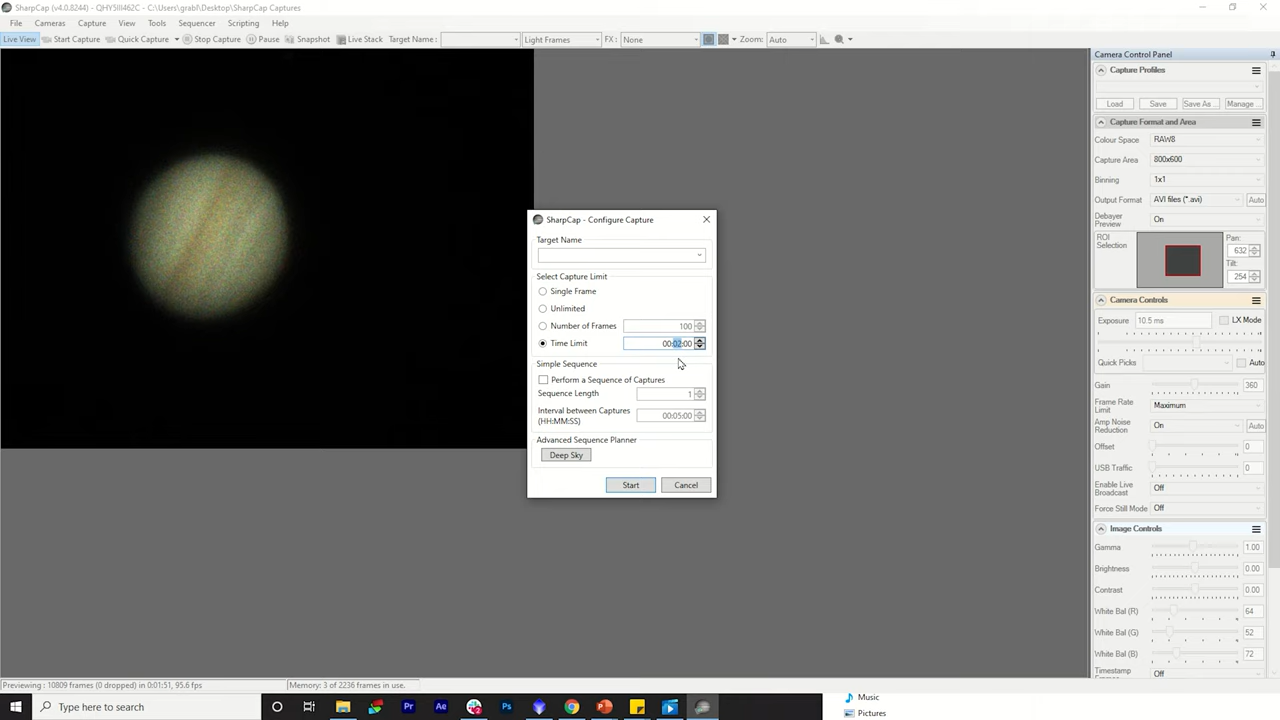 SharpCap (v4.0.8244) - QHY5III462C - C:\Users\grabl\Desktop\SharpCap Captures
File Cameras Capture View Tools Sequencer Scripting Help
Live View Start Capture Quick Capture Stop Capture Pause Snapshot Live Stack Target Name : Light Frames FX : None Zoom: Auto
Camera Control Panel
Capture Profiles
Load Save Save As ... Manage ...
Capture Format and Area
Colour Space RAW8
Capture Area 800x600
Binning 1x1
Output Format AVI files (*.avi) Auto
Debayer Preview On
ROI Selection Pan: 632
Tilt: 254
Camera Controls
Exposure 10.5 ms LX Mode
Quick Picks Auto
Gain 360
Frame Rate Limit Maximum
Amp Noise Reduction On Auto
Offset 0
USB Traffic 0
Enable Live Broadcast Off
Force Still Mode Off
Image Controls
Gamma 1.00
Brightness 0.00
Contrast 0.00
White Bal (R) 64
White Bal (G) 52
White Bal (B) 72
Timestamp Off
SharpCap - Configure Capture
Target Name
Select Capture Limit
Single Frame
Unlimited
Number of Frames 100
Time Limit 00:02:00
Simple Sequence
Perform a Sequence of Captures
Sequence Length 1
Interval between Captures (HH:MM:SS) 00:05:00
Advanced Sequence Planner
Deep Sky
Start Cancel
Previewing : 10809 frames (0 dropped) in 0:01:51, 95.6 fps Memory: 3 of 2236 frames in use.
Type here to search
Pr Ae Ps
Music
Pictures